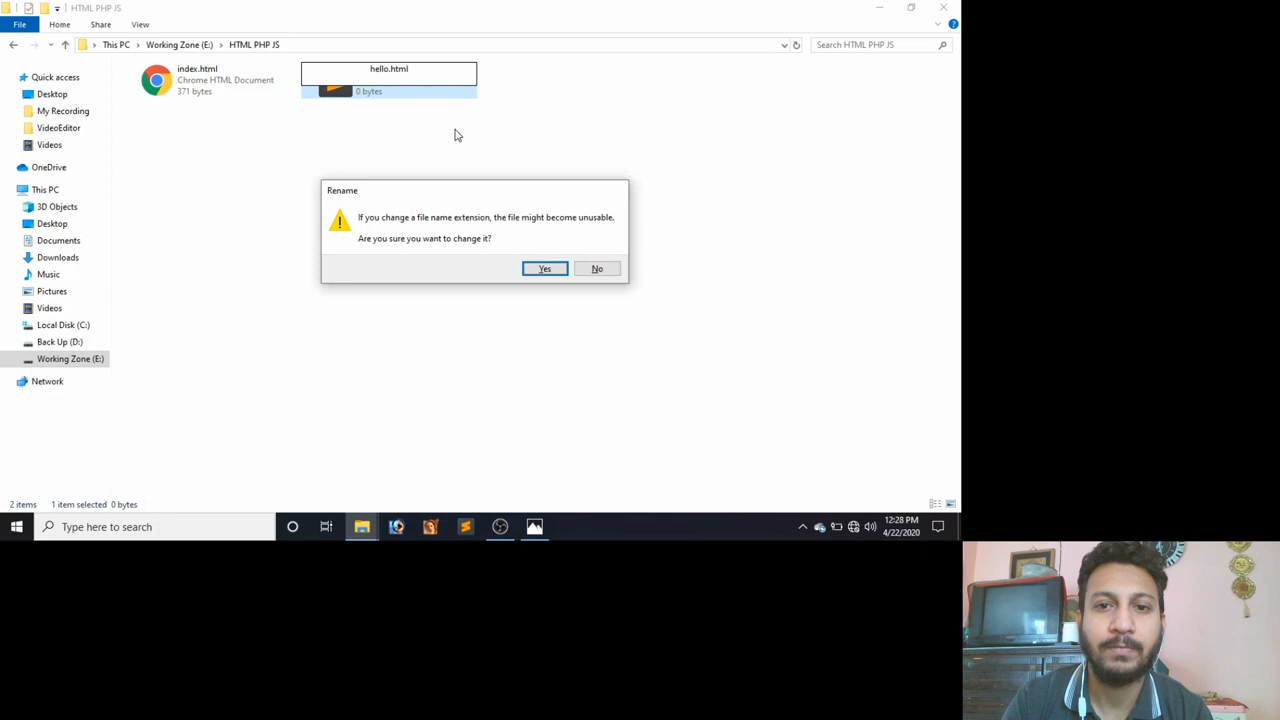 HTML PHP JS
File
Home
Share
View
This PC
Working Zone (E:)
HTML PHP JS
Search HTML PHP JS
Quick access
Desktop
My Recording
VideoEditor
Videos
OneDrive
This PC
3D Objects
Desktop
Documents
Downloads
Music
Pictures
Videos
Local Disk (C:)
Back Up (D:)
Working Zone (E:)
Network
index.html
Chrome HTML Document
371 bytes
hello.html
0 bytes
Rename
If you change a file name extension, the file might become unusable.
Are you sure you want to change it?
Yes
No
2 items
1 item selected 0 bytes
Type here to search
12:28 PM
4/22/2020